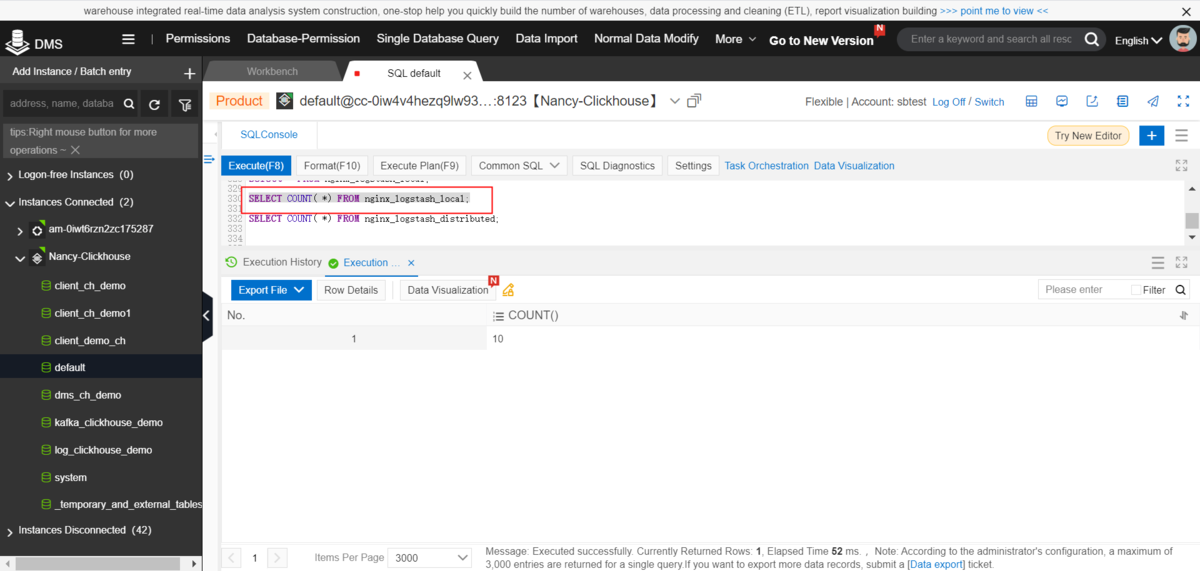 warehouse integrated real-time data analysis system construction, one-stop help you quickly build the number of warehouses, data processing and cleaning (ETL), report visualization building >>> point me to view <<
DMS
Permissions Database-Permission Single Database Query Data Import Normal Data Modify More Go to New Version N Enter a keyword and search all resc English
Add Instance / Batch entry +
Workbench SQL default
address, name, databa
Product default@cc-0iw4v4hezq9lw93...:8123【Nancy-Clickhouse】 Flexible | Account: sbtest Log Off / Switch
tips:Right mouse button for more
operations ~
SQLConsole Try New Editor +
Logon-free Instances (0)
Execute(F8) Format(F10) Execute Plan(F9) Common SQL SQL Diagnostics Settings Task Orchestration Data Visualization
Instances Connected (2)
329
330 SELECT COUNT( *) FROM nginx_logstash_local;
331
332 SELECT COUNT( *) FROM nginx_logstash_distributed;
334
am-0iwt6rzn2zc175287
Nancy-Clickhouse
Execution History Execution ...
client_ch_demo
Export File Row Details Data Visualization N Please enter Filter
client_ch_demo1
No. COUNT()
client_demo_ch
1 10
default
dms_ch_demo
kafka_clickhouse_demo
log_clickhouse_demo
system
_temporary_and_external_tables
Instances Disconnected (42)
1 Items Per Page 3000
Message: Executed successfully. Currently Returned Rows: 1, Elapsed Time 52 ms. , Note: According to the administrator's configuration, a maximum of
3,000 entries are returned for a single query.If you want to export more data records, submit a [Data export] ticket.